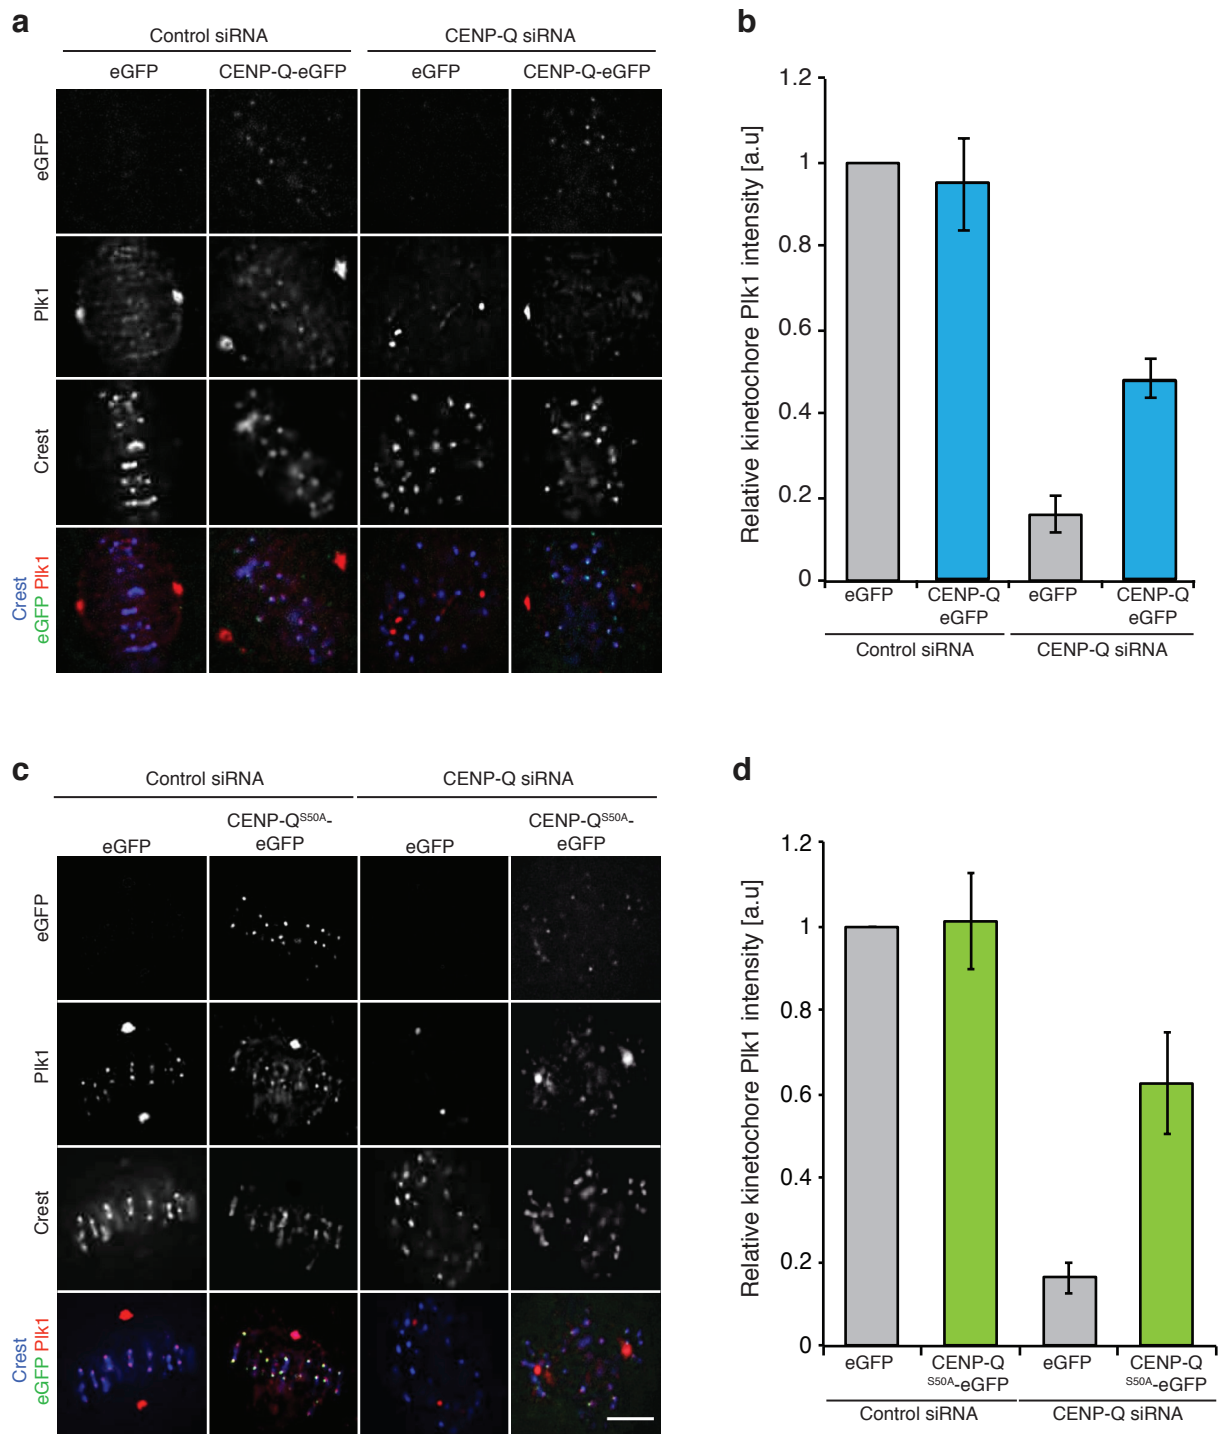 a
Control siRNA
CENP-Q siRNA
eGFP
CENP-Q-eGFP
eGFP
CENP-Q-eGFP
eGFP
Plk1
Crest
Crest
eGFP Plk1
b
Relative kinetochore Plk1 intensity [a.u]
1.2
1
0.8
0.6
0.4
0.2
0
eGFP
CENP-Q
eGFP
eGFP
CENP-Q
eGFP
Control siRNA
CENP-Q siRNA
c
Control siRNA
CENP-Q siRNA
eGFP
CENP-Q^S50A-
eGFP
eGFP
CENP-Q^S50A-
eGFP
eGFP
Plk1
Crest
Crest
eGFP Plk1
d
Relative kinetochore Plk1 intensity [a.u]
1.2
1
0.8
0.6
0.4
0.2
0
eGFP
CENP-Q
S50A-eGFP
eGFP
CENP-Q
S50A-eGFP
Control siRNA
CENP-Q siRNA